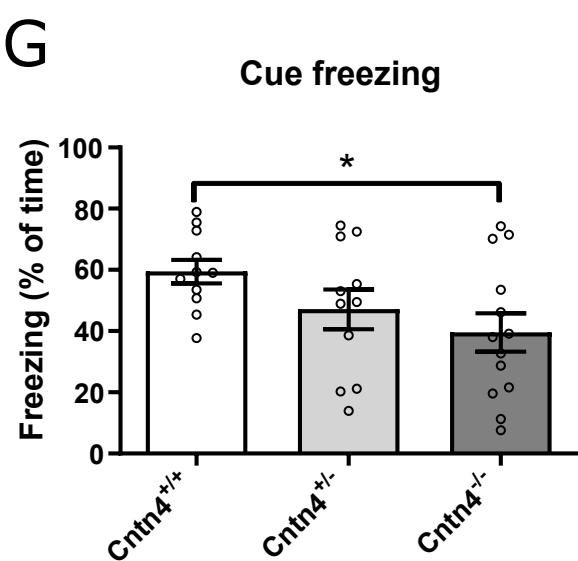 G
Cue freezing
Freezing (% of time)
100
80
60
40
20
0
*
Cntn4+/+
Cntn4+/-
Cntn4-/-